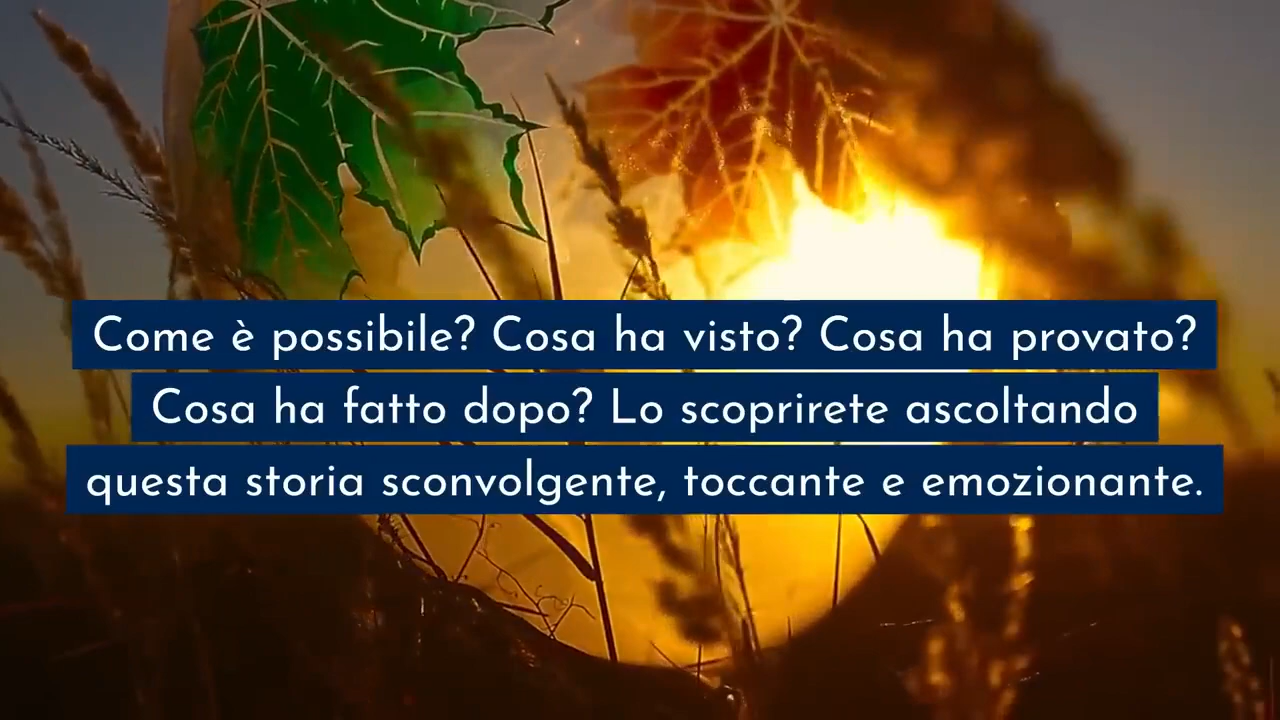 Come è possibile? Cosa ha visto? Cosa ha provato?
Cosa ha fatto dopo? Lo scoprirete ascoltando
questa storia sconvolgente, toccante e emozionante.